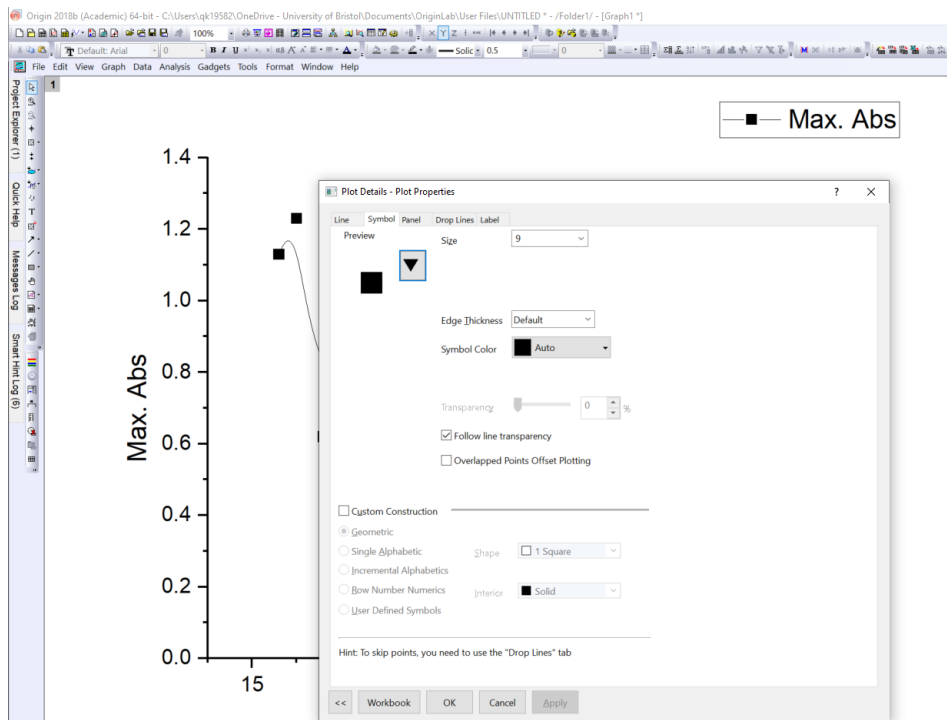 Origin 2018b (Academic) 64-bit - C:\Users\qk19582\OneDrive - University of Bristol\Documents\OriginLab\User Files\UNTITLED * - /Folder1/ - [Graph1 *]
100%
Default: Arial 0 B I U Solic 0.5 0
File Edit View Graph Data Analysis Gadgets Tools Format Window Help
Project Explorer (1)
Quick Help
Messages Log
Smart Hint Log (6)
1
Max. Abs
1.4
1.2
1.0
0.8
0.6
0.4
0.2
0.0
15
Max. Abs
Plot Details - Plot Properties
Line Symbol Panel Drop Lines Label
Preview
Size 9
Edge Thickness Default
Symbol Color Auto
Transparency 0 %
Follow line transparency
Overlapped Points Offset Plotting
Custom Construction
Geometric
Single Alphabetic
Shape 1 Square
Incremental Alphabetics
Row Number Numerics
Interior Solid
User Defined Symbols
Hint: To skip points, you need to use the "Drop Lines" tab
<< Workbook OK Cancel Apply